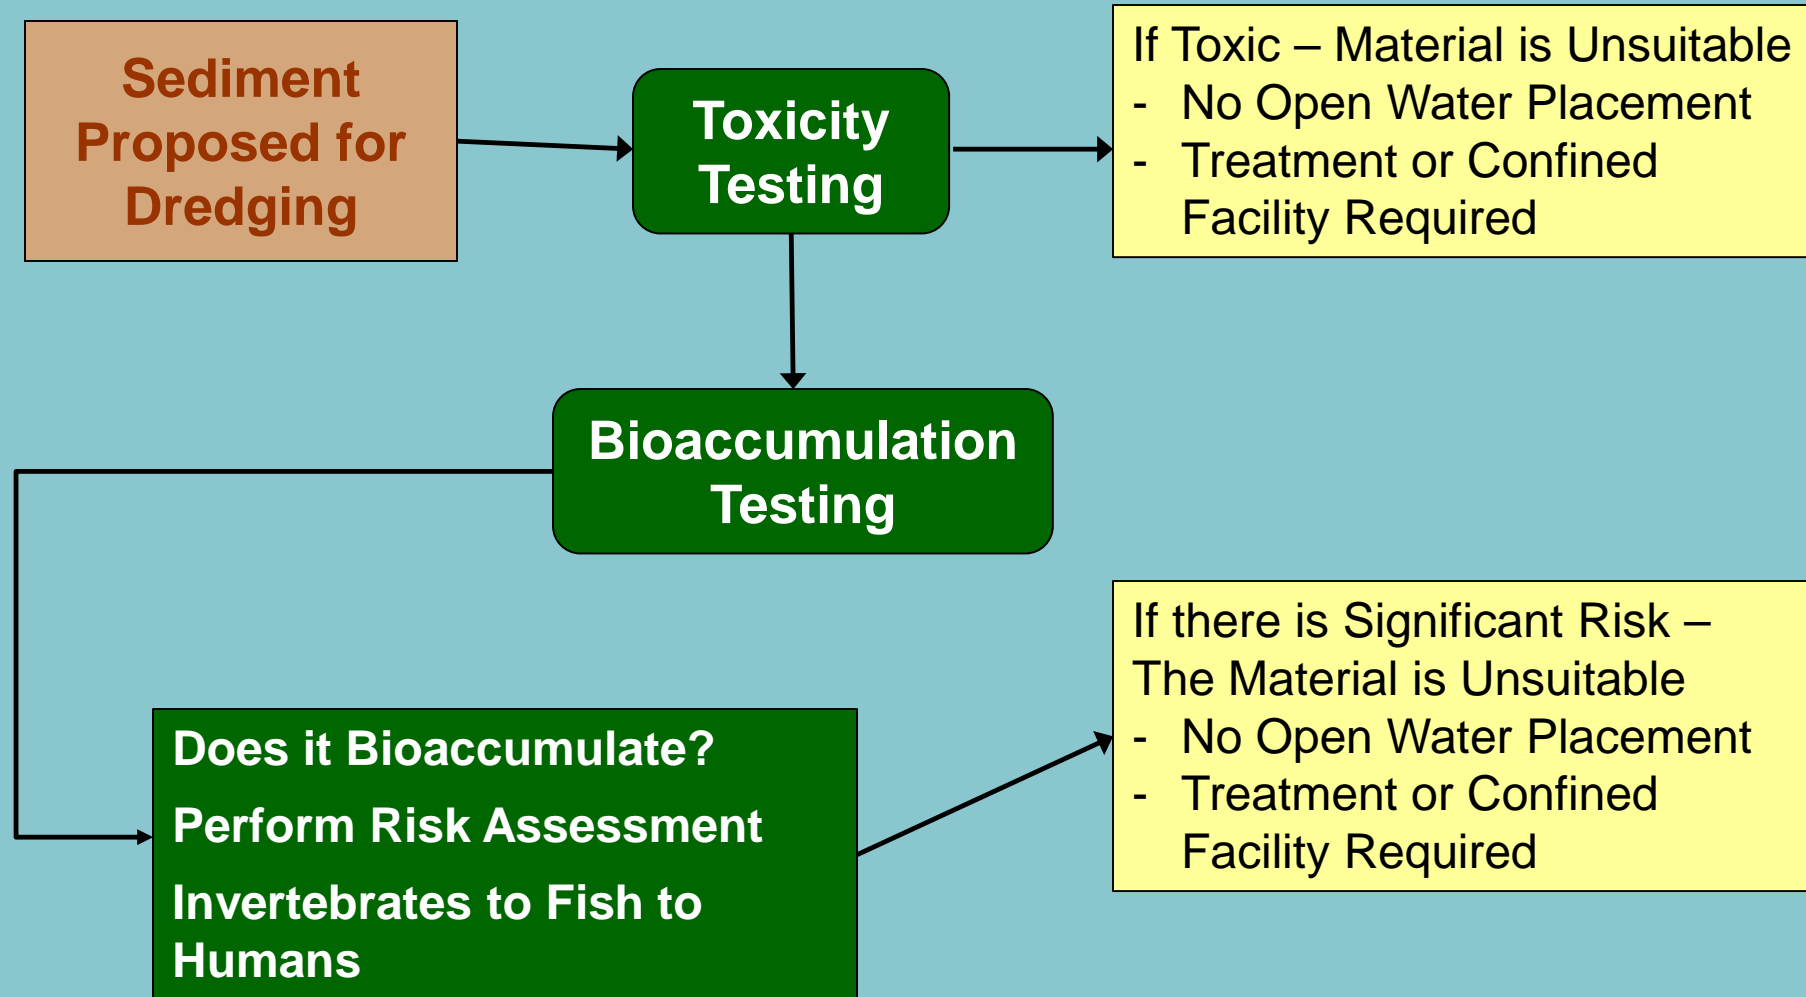 Sediment
Proposed for
Dredging
Toxicity
Testing
If Toxic – Material is Unsuitable
- No Open Water Placement
- Treatment or Confined
Facility Required
Bioaccumulation
Testing
Does it Bioaccumulate?
Perform Risk Assessment
Invertebrates to Fish to
Humans
If there is Significant Risk –
The Material is Unsuitable
- No Open Water Placement
- Treatment or Confined
Facility Required